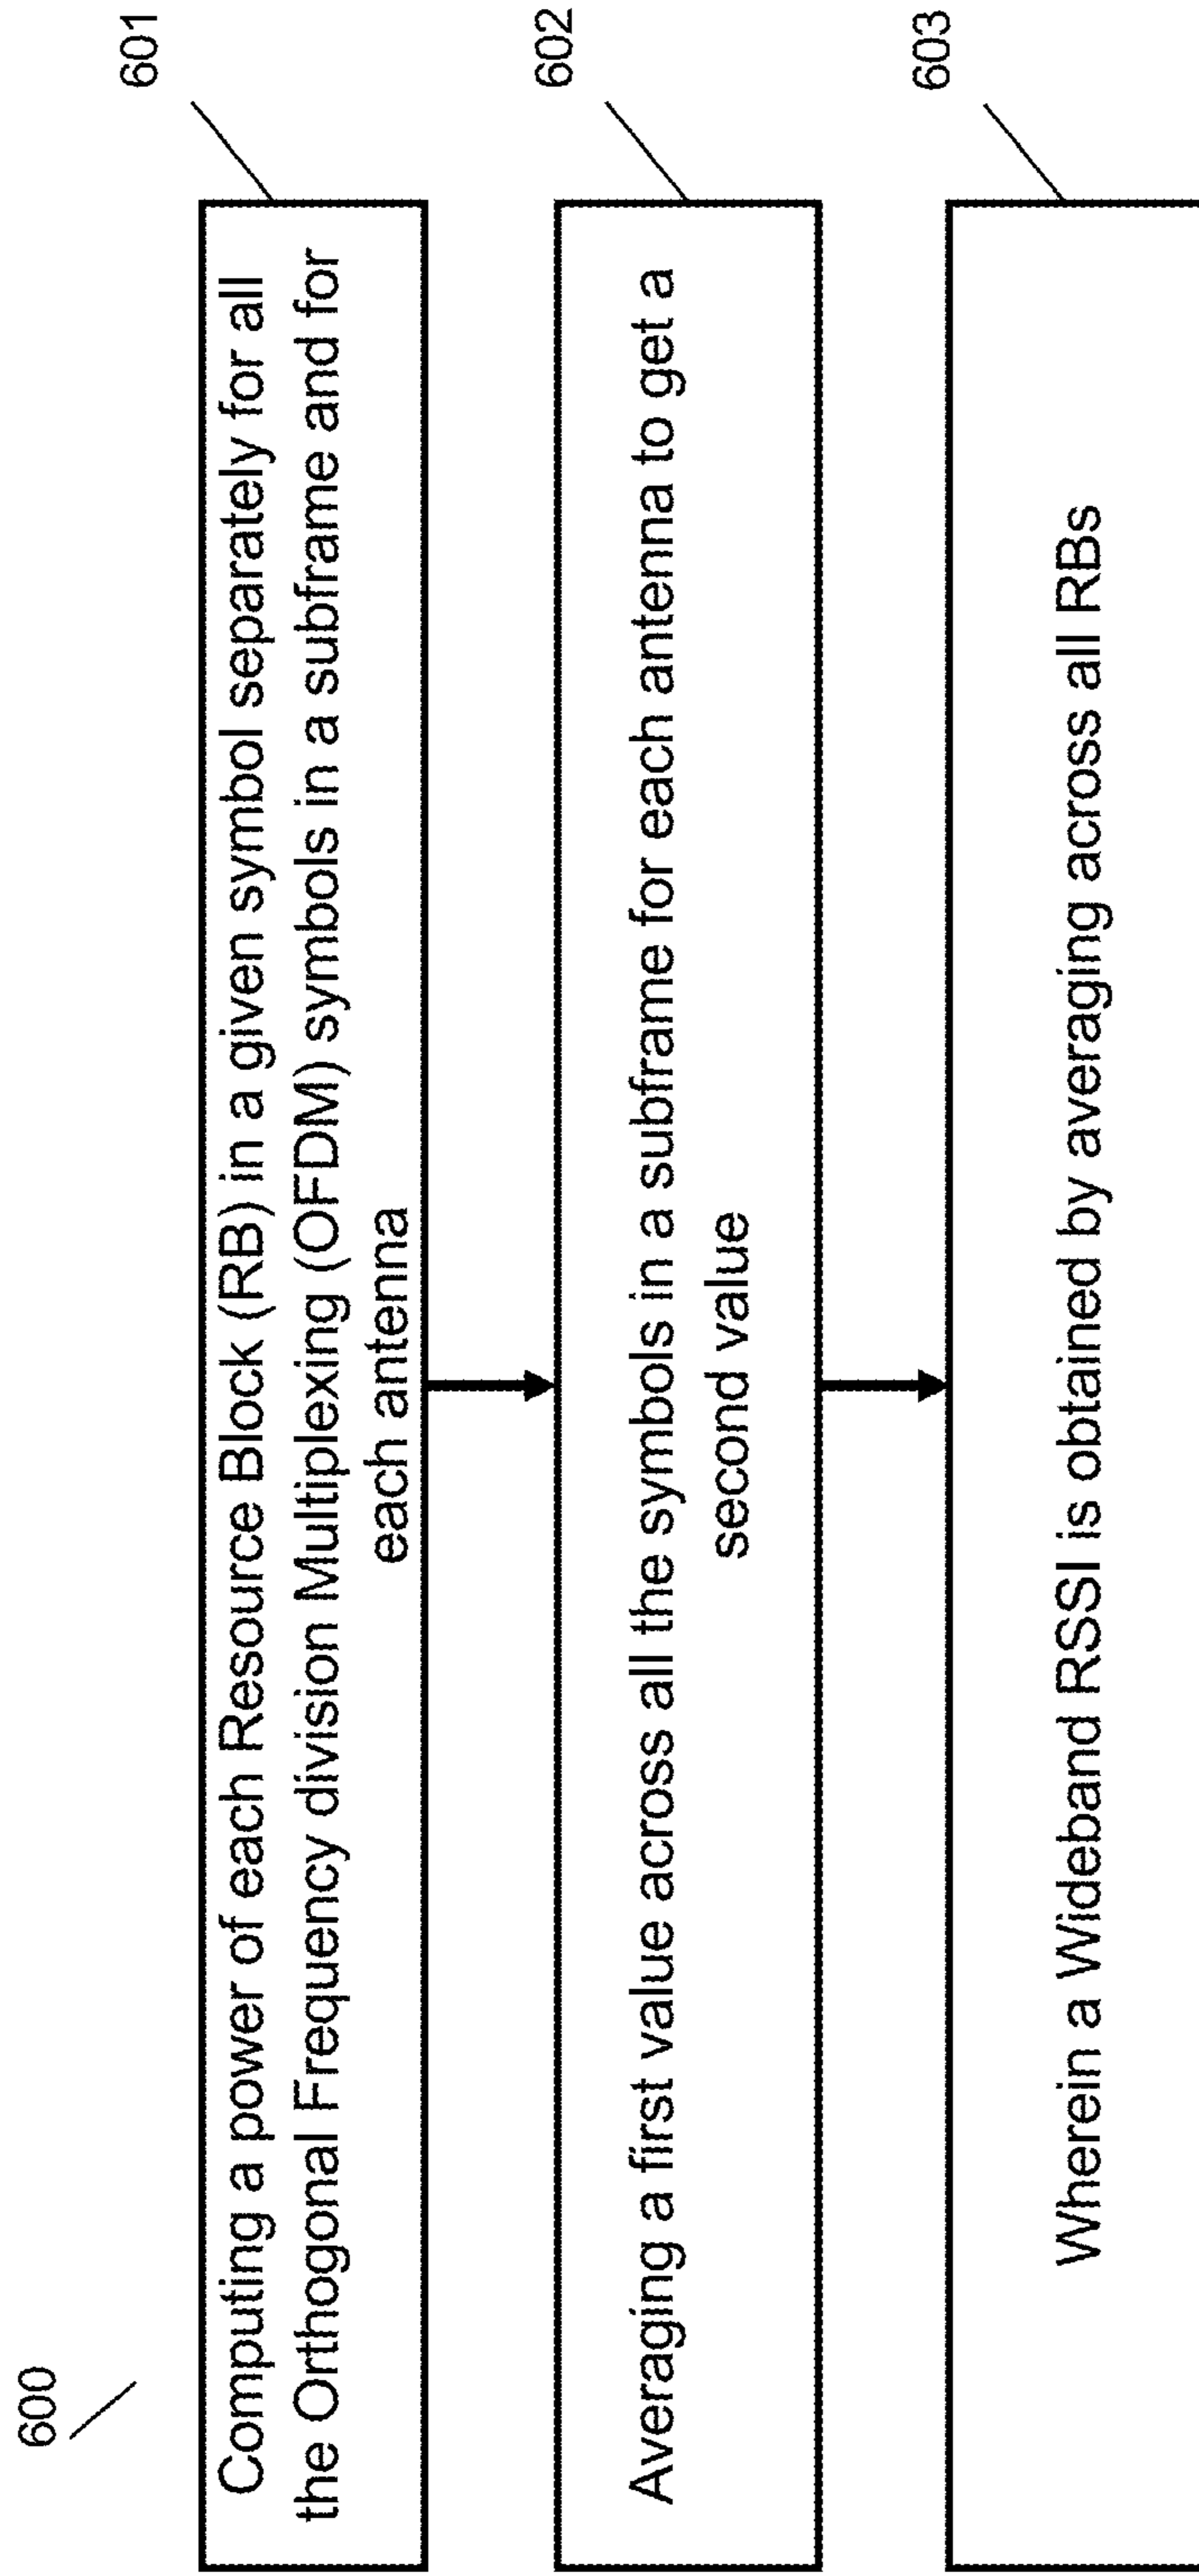 600
601
Computing a power of each Resource Block (RB) in a given symbol separately for all
the Orthogonal Frequency division Multiplexing (OFDM) symbols in a subframe and for
each antenna
602
Averaging a first value across all the symbols in a subframe for each antenna to get a
second value
603
Wherein a Wideband RSSI is obtained by averaging across all RBs